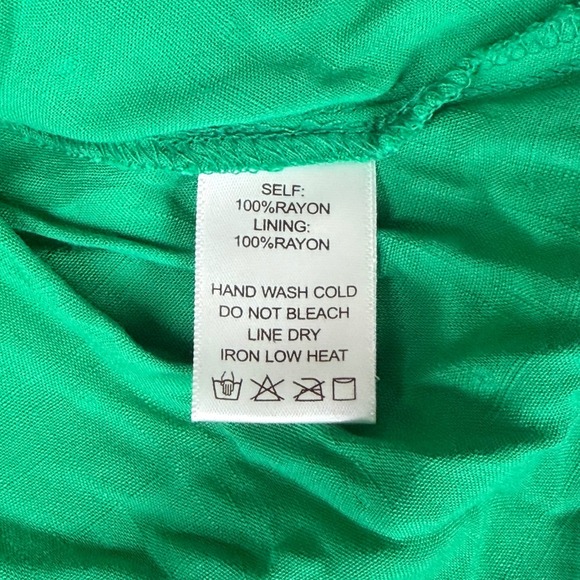 SELF:
100%RAYON
LINING:
100%RAYON
HAND WASH COLD
DO NOT BLEACH
LINE DRY
IRON LOW HEAT